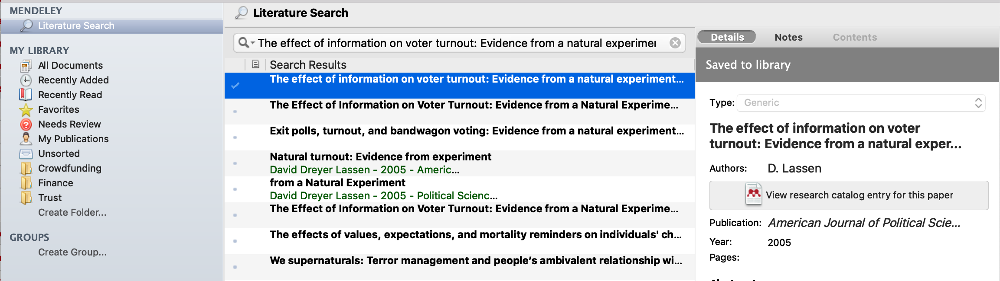 MENDELEY
Literature Search
MY LIBRARY
All Documents
Recently Added
Recently Read
Favorites
Needs Review
My Publications
Unsorted
Crowdfunding
Finance
Trust
Create Folder...
GROUPS
Create Group...
Literature Search
The effect of information on voter turnout: Evidence from a natural experimen
Search Results
The effect of information on voter turnout: Evidence from a natural experiment...
The Effect of Information on Voter Turnout: Evidence from a Natural Experime...
Exit polls, turnout, and bandwagon voting: Evidence from a natural experiment...
Natural turnout: Evidence from experiment
David Dreyer Lassen - 2005 - Americ...
from a Natural Experiment
David Dreyer Lassen - 2005 - Political Scienc...
The Effect of Information on Voter Turnout: Evidence from a Natural Experime...
The effects of values, expectations, and mortality reminders on individuals' ch...
We supernaturals: Terror management and people’s ambivalent relationship wi...
Details Notes Contents
Saved to library
Type: Generic
The effect of information on voter
turnout: Evidence from a natural exper...
Authors: D. Lassen
View research catalog entry for this paper
Publication: American Journal of Political Scie...
Year: 2005
Pages: